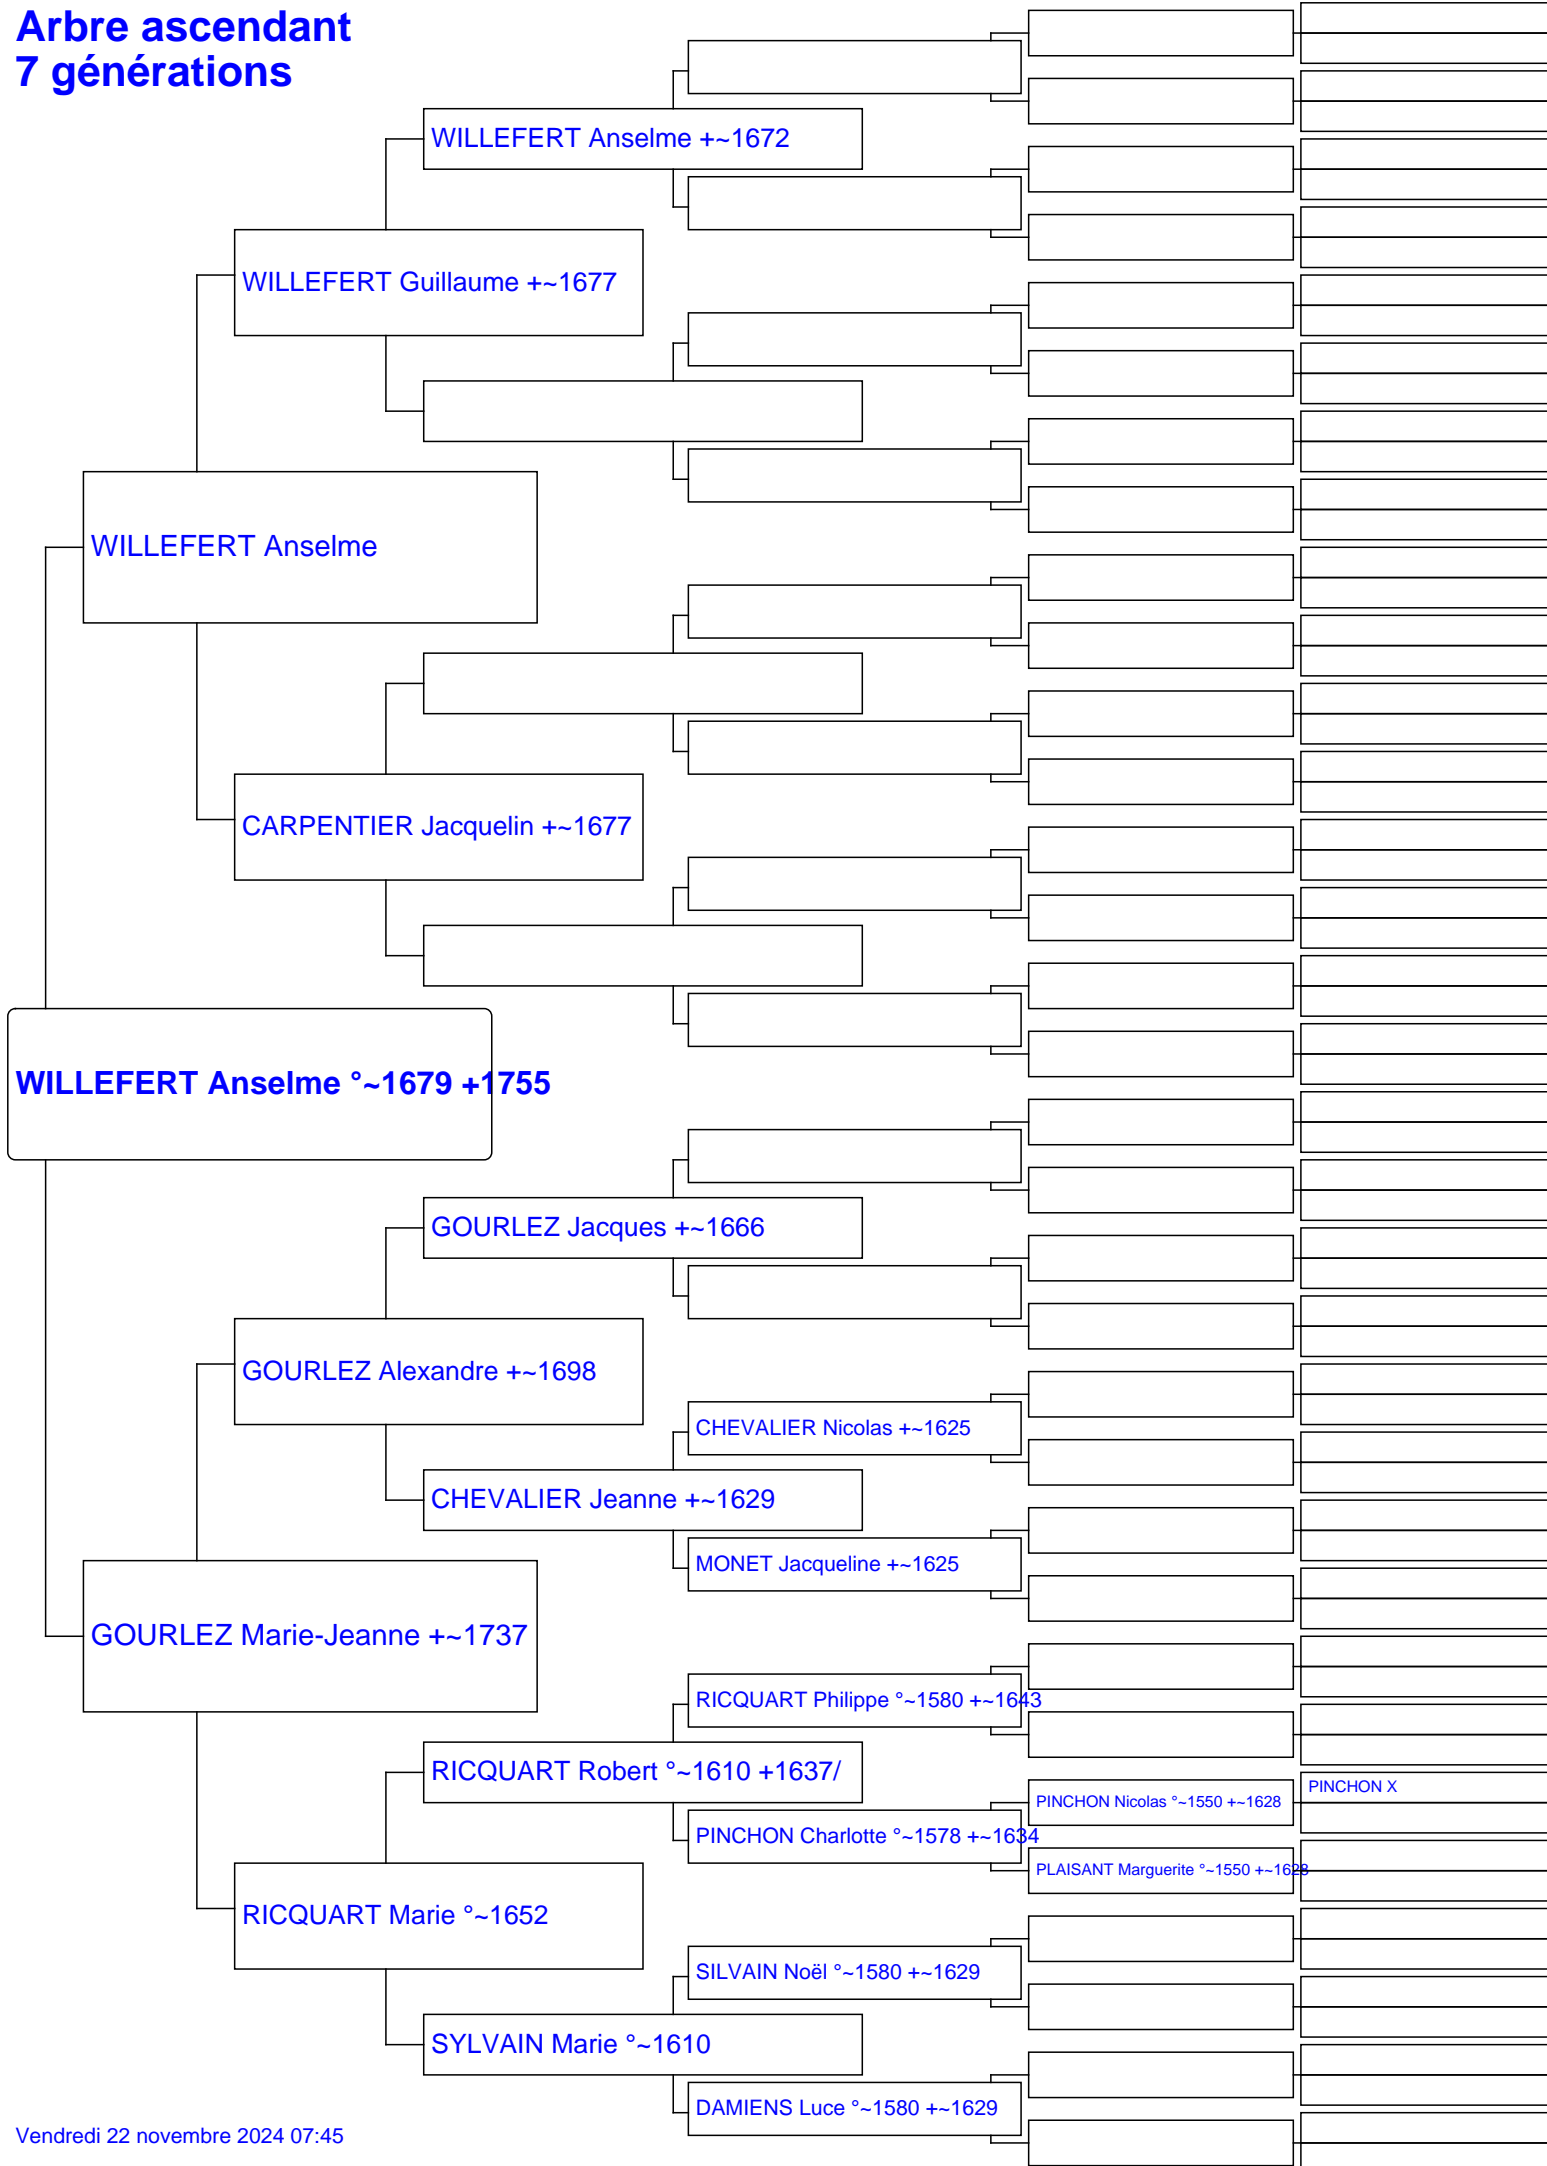 Arbre ascendant
7 générations
WILLEFERT Anselme +~1672
WILLEFERT Guillaume +~1677
WILLEFERT Anselme
CARPENTIER Jacquelin +~1677
WILLEFERT Anselme °~1679 +1755
GOURLEZ Jacques +~1666
GOURLEZ Alexandre +~1698
CHEVALIER Nicolas +~1625
CHEVALIER Jeanne +~1629
MONET Jacqueline +~1625
GOURLEZ Marie-Jeanne +~1737
RICQUART Philippe °~1580 +~1643
RICQUART Robert °~1610 +1637/
PINCHON X
PINCHON Nicolas °~1550 +~1628
PINCHON Charlotte °~1578 +~1634
PLAISANT Marguerite °~1550 +~1628
RICQUART Marie °~1652
SILVAIN Noël °~1580 +~1629
SYLVAIN Marie °~1610
DAMIENS Luce °~1580 +~1629
Vendredi 22 novembre 2024 07:45